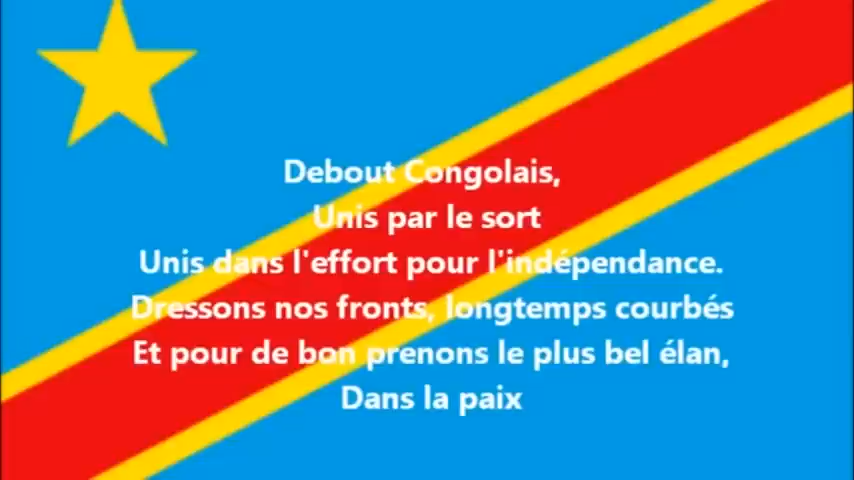 Debout Congolais,
Unis par le sort
Unis dans l'effort pour l'indépendance.
Dressons nos fronts, longtemps courbés
Et pour de bon prenons le plus bel élan,
Dans la paix